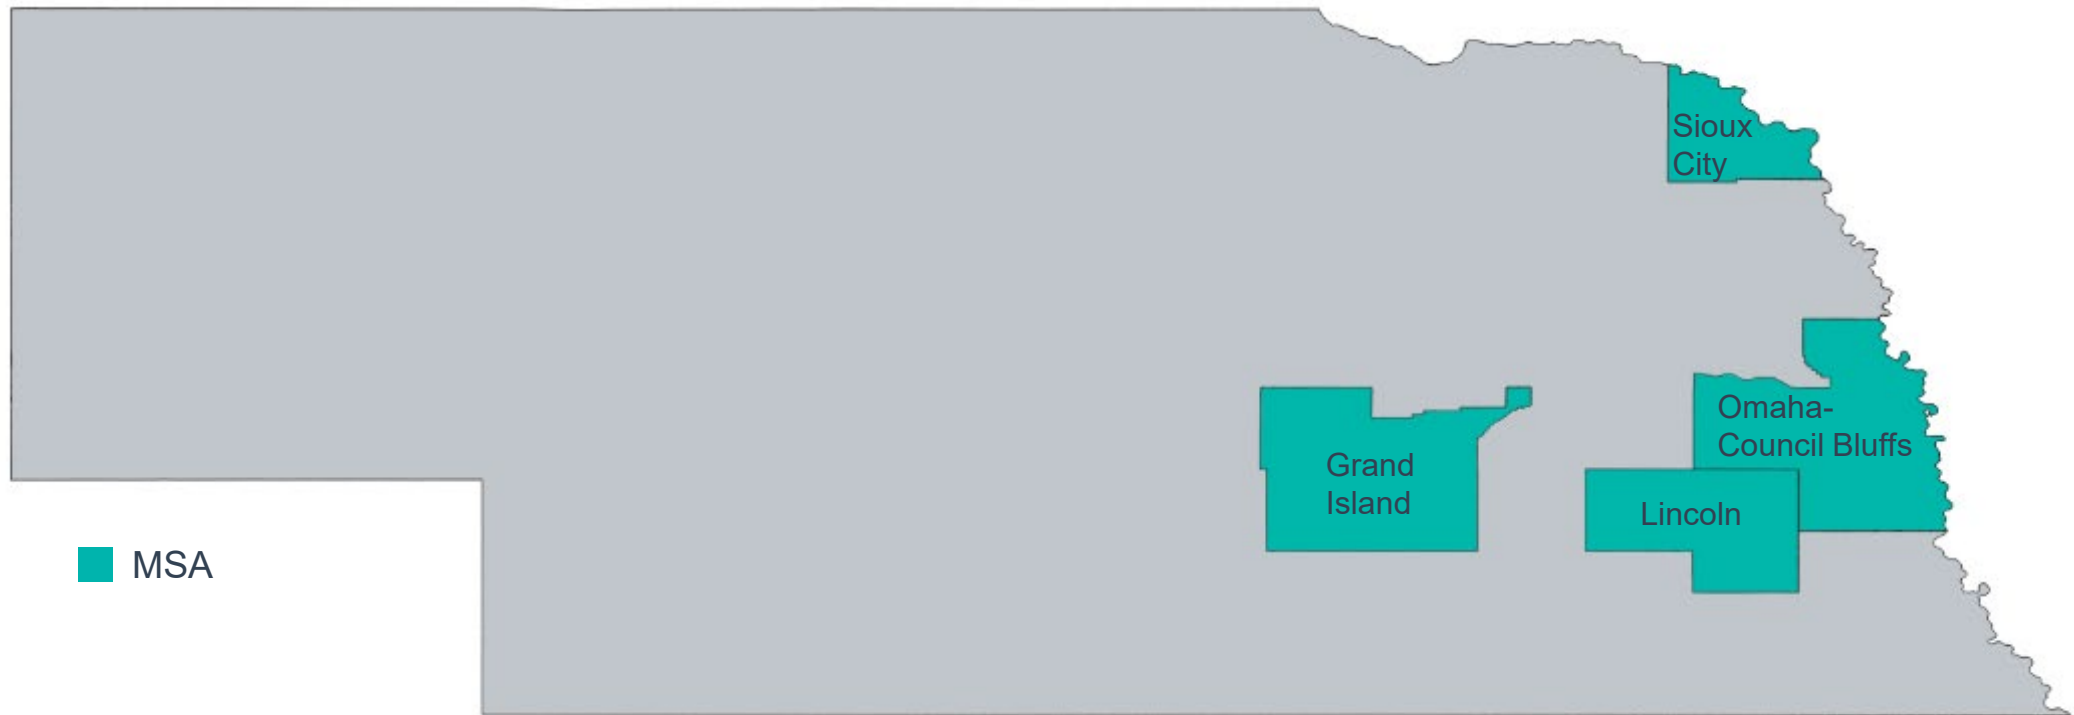 Sioux
City
Omaha-
Council Bluffs
Grand
Island
Lincoln
MSA